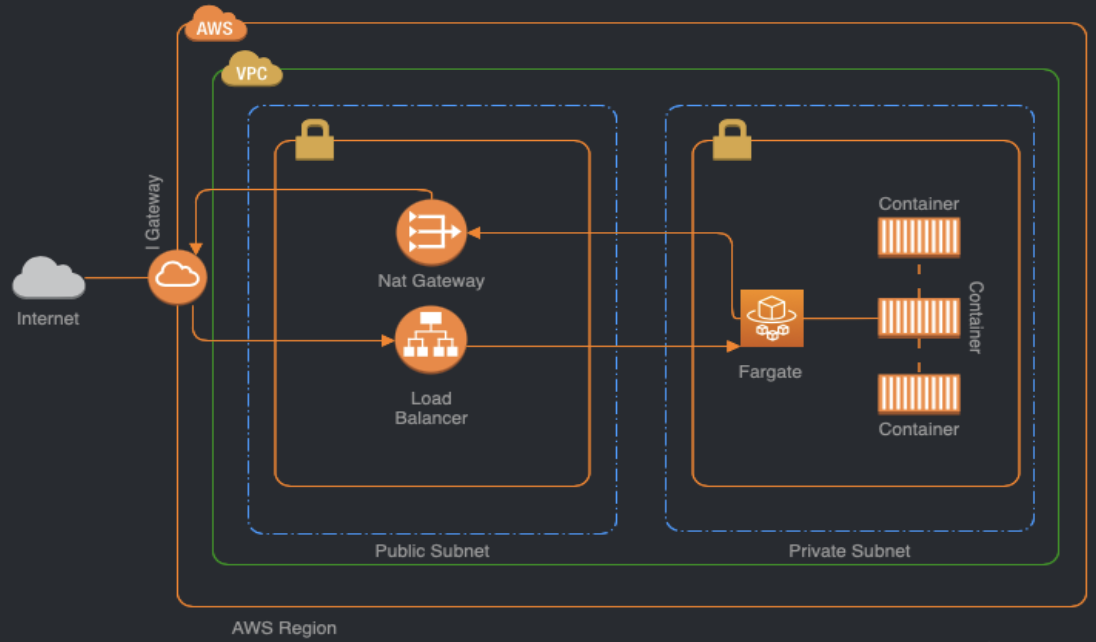 AWS
VPC
I Gateway
Internet
Nat Gateway
Load
Balancer
Fargate
Container
Container
Container
Public Subnet
Private Subnet
AWS Region